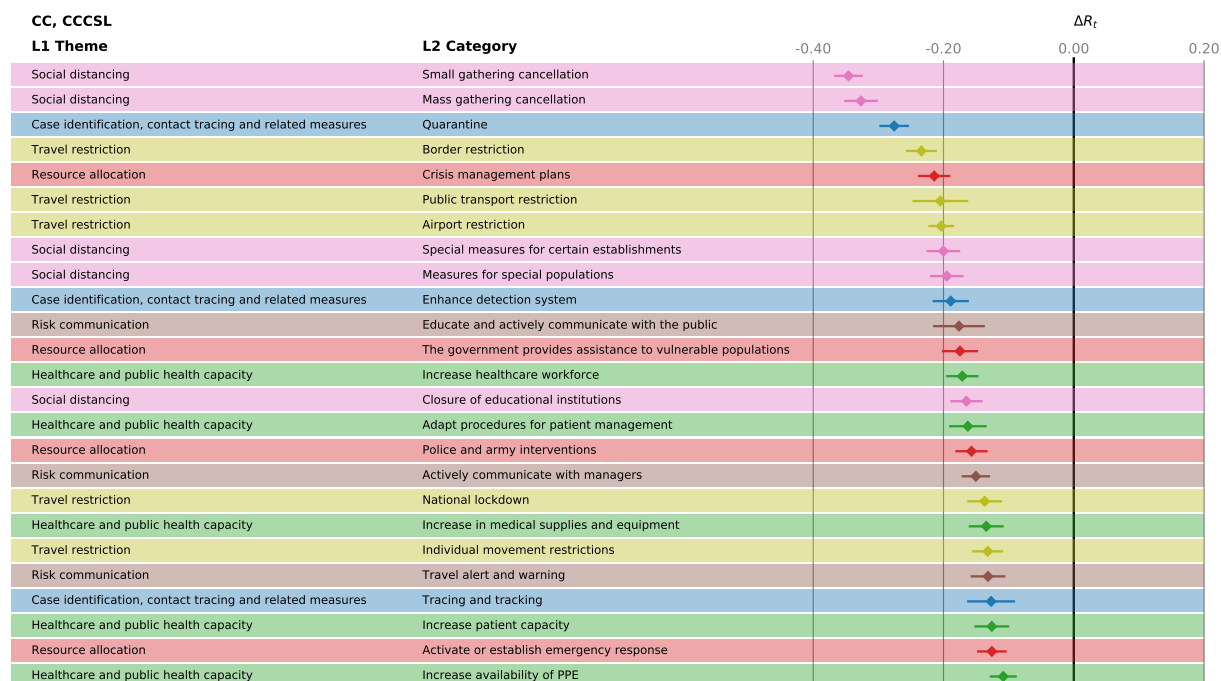 CC, CCCSL ΔRt
L1 Theme L2 Category -0.40 -0.20 0.00 0.20
Social distancing Small gathering cancellation
Social distancing Mass gathering cancellation
Case identification, contact tracing and related measures Quarantine
Travel restriction Border restriction
Resource allocation Crisis management plans
Travel restriction Public transport restriction
Travel restriction Airport restriction
Social distancing Special measures for certain establishments
Social distancing Measures for special populations
Case identification, contact tracing and related measures Enhance detection system
Risk communication Educate and actively communicate with the public
Resource allocation The government provides assistance to vulnerable populations
Healthcare and public health capacity Increase healthcare workforce
Social distancing Closure of educational institutions
Healthcare and public health capacity Adapt procedures for patient management
Resource allocation Police and army interventions
Risk communication Actively communicate with managers
Travel restriction National lockdown
Healthcare and public health capacity Increase in medical supplies and equipment
Travel restriction Individual movement restrictions
Risk communication Travel alert and warning
Case identification, contact tracing and related measures Tracing and tracking
Healthcare and public health capacity Increase patient capacity
Resource allocation Activate or establish emergency response
Healthcare and public health capacity Increase availability of PPE